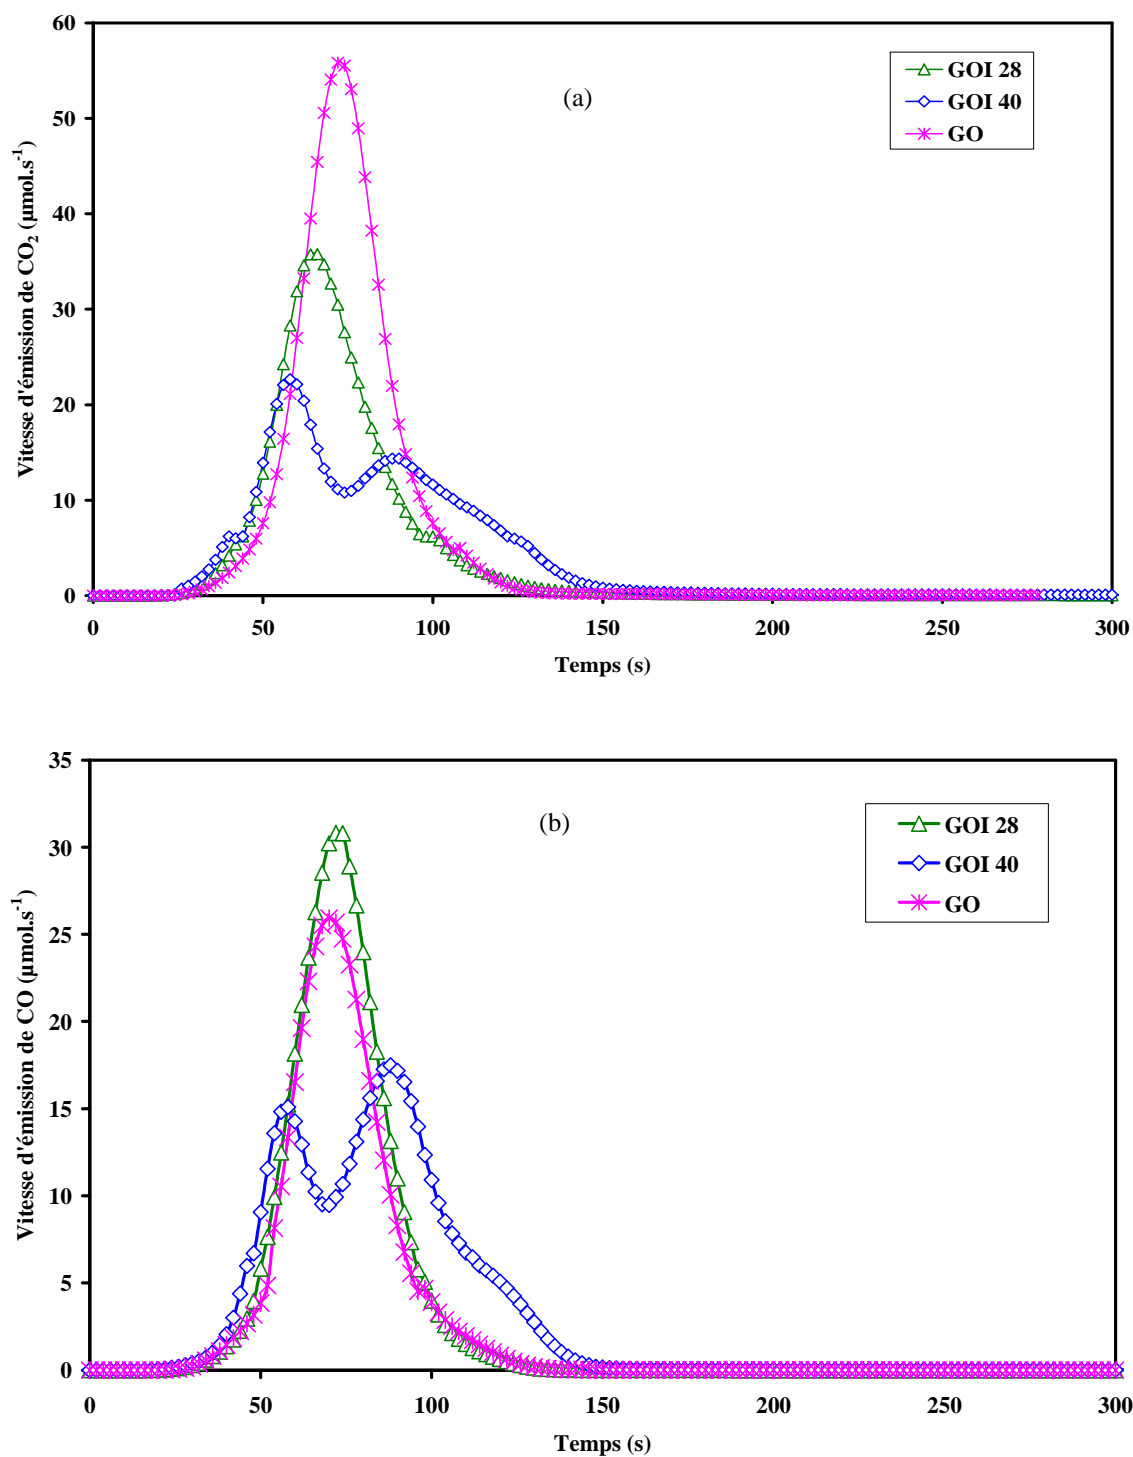 60
50
40
30
20
10
0
Vitesse d'émission de CO₂ (µmol.s⁻¹)
(a)
GOI 28
GOI 40
GO
0 50 100 150 200 250 300
Temps (s)
35
30
25
20
15
10
5
0
Vitesse d'émission de CO (µmol.s⁻¹)
(b)
GOI 28
GOI 40
GO
0 50 100 150 200 250 300
Temps (s)